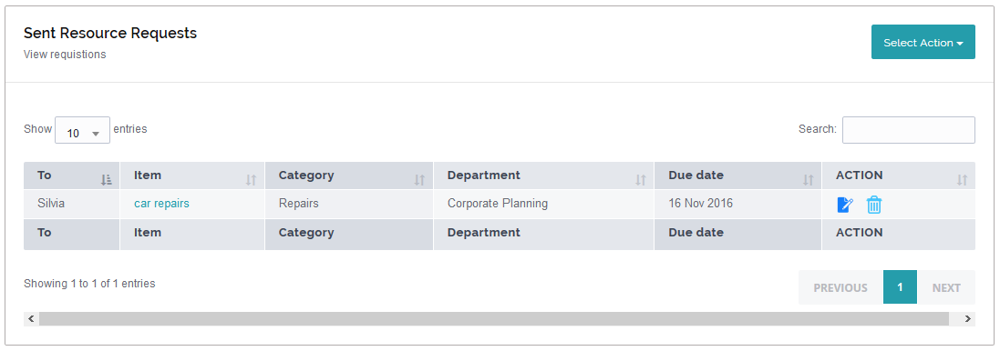 Sent Resource Requests
View requistions
Select Action
Show 10 entries
Search:
To Item Category Department Due date ACTION
Silvia car repairs Repairs Corporate Planning 16 Nov 2016
To Item Category Department Due date ACTION
Showing 1 to 1 of 1 entries
PREVIOUS 1 NEXT